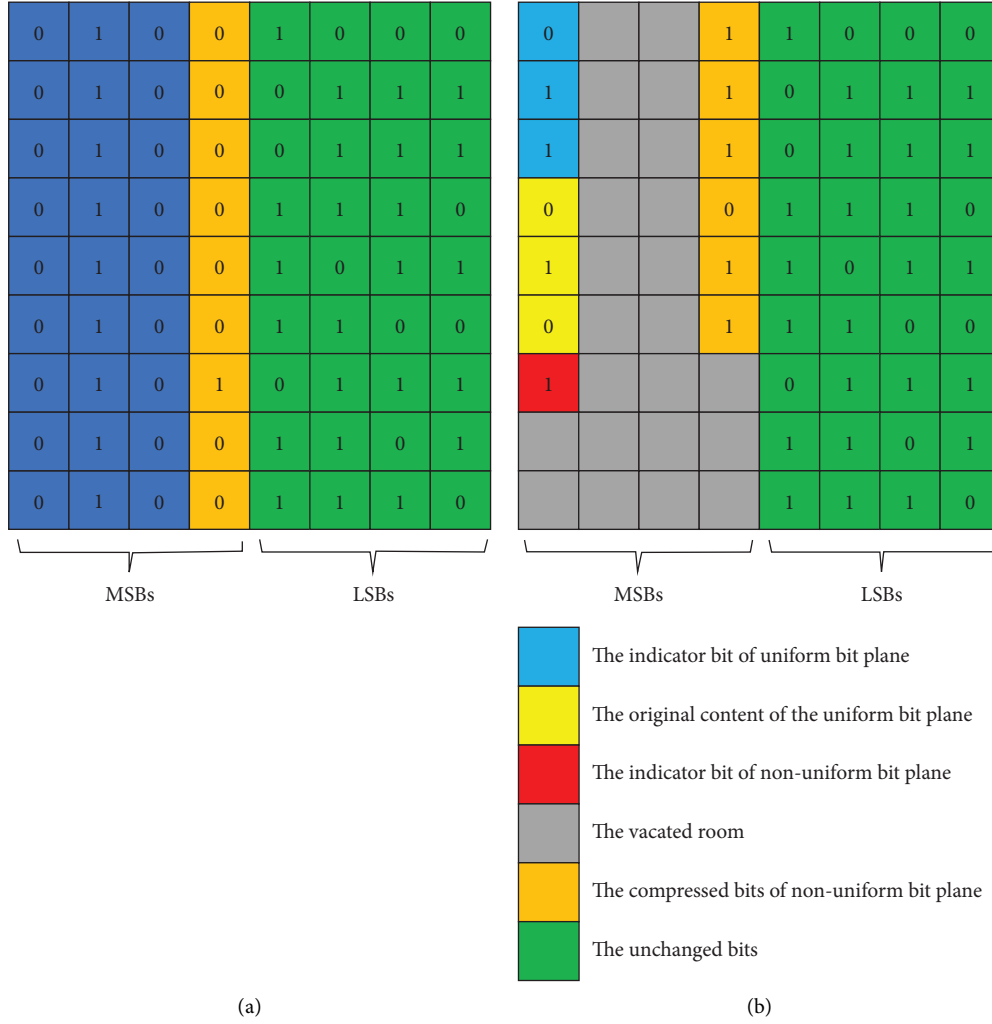 0 1 0 0 1 0 0 0 0 1 1 0 0 0
0 1 0 0 0 1 1 1 1 1 0 1 1 1
0 1 0 0 0 1 1 1 1 1 0 1 1 1
0 1 0 0 1 1 1 0 0 0 1 1 1 0
0 1 0 0 1 0 1 1 1 1 1 0 1 1
0 1 0 0 1 1 0 0 0 1 1 1 0 0
0 1 0 1 0 1 1 1 1 0 1 1 1
0 1 0 0 1 1 0 1 1 1 0 1
0 1 0 0 1 1 1 0 1 1 1 0
MSBs LSBs MSBs LSBs
The indicator bit of uniform bit plane
The original content of the uniform bit plane
The indicator bit of non-uniform bit plane
The vacated room
The compressed bits of non-uniform bit plane
The unchanged bits
(a) (b)